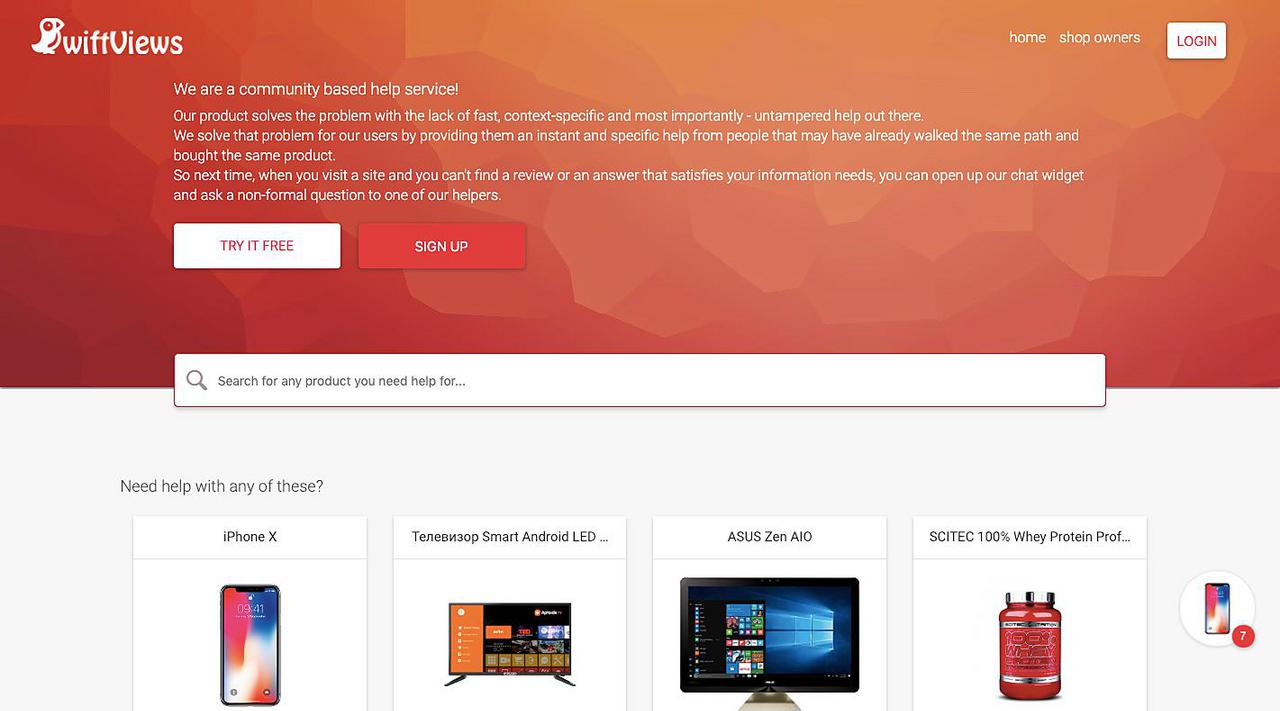 SwiftViews
home shop owners LOGIN
We are a community based help service!
Our product solves the problem with the lack of fast, context-specific and most importantly - untampered help out there.
We solve that problem for our users by providing them an instant and specific help from people that may have already walked the same path and
bought the same product.
So next time, when you visit a site and you can't find a review or an answer that satisfies your information needs, you can open up our chat widget
and ask a non-formal question to one of our helpers.
TRY IT FREE SIGN UP
Search for any product you need help for...
Need help with any of these?
iPhone X
Телевизор Smart Android LED ...
ASUS Zen AIO
SCITEC 100% Whey Protein Prof...
09:41
AptoideTV
TED
SCITEC NUTRITION
100%
WHEY
7